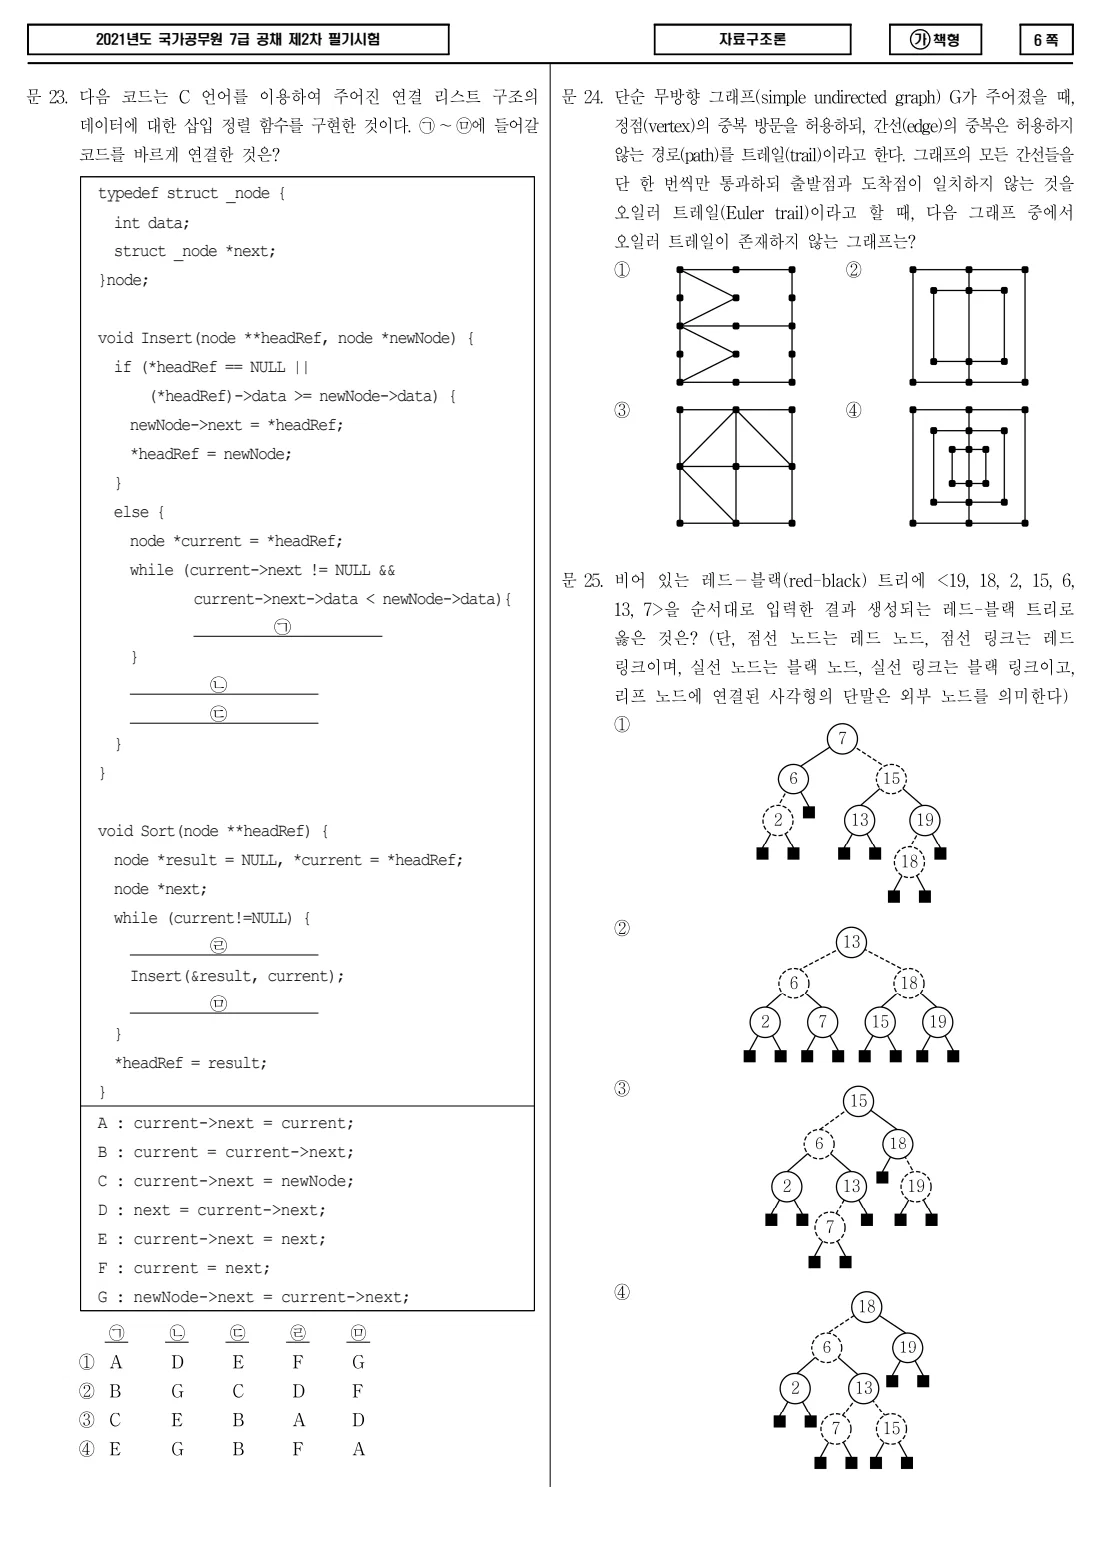 2021년도 국가공무원 7급 공채 제2차 필기시험
자료구조론
㉮ 책형
6 쪽
문 23. 다음 코드는 C 언어를 이용하여 주어진 연결 리스트 구조의
데이터에 대한 삽입 정렬 함수를 구현한 것이다. ㉠ ~ ㉤에 들어갈
코드를 바르게 연결한 것은?
typedef struct _node {
int data;
struct _node *next;
}node;
void Insert(node **headRef, node *newNode) {
if (*headRef == NULL ||
(*headRef)->data >= newNode->data) {
newNode->next = *headRef;
*headRef = newNode;
}
else {
node *current = *headRef;
while (current->next != NULL &&
current->next->data < newNode->data){
㉠
}
㉡
㉢
}
}
void Sort(node **headRef) {
node *result = NULL, *current = *headRef;
node *next;
while (current!=NULL) {
㉣
Insert(&result, current);
㉤
}
*headRef = result;
}
A : current->next = current;
B : current = current->next;
C : current->next = newNode;
D : next = current->next;
E : current->next = next;
F : current = next;
G : newNode->next = current->next;
㉠ ㉡ ㉢ ㉣ ㉤
① A D E F G
② B G C D F
③ C E B A D
④ E G B F A
문 24. 단순 무방향 그래프(simple undirected graph) G가 주어졌을 때,
정점(vertex)의 중복 방문을 허용하되, 간선(edge)의 중복은 허용하지
않는 경로(path)를 트레일(trail)이라고 한다. 그래프의 모든 간선들을
단 한 번씩만 통과하되 출발점과 도착점이 일치하지 않는 것을
오일러 트레일(Euler trail)이라고 할 때, 다음 그래프 중에서
오일러 트레일이 존재하지 않는 그래프는?
① ②
③ ④
문 25. 비어 있는 레드-블랙(red-black) 트리에 <19, 18, 2, 15, 6,
13, 7>을 순서대로 입력한 결과 생성되는 레드-블랙 트리로
옳은 것은? (단, 점선 노드는 레드 노드, 점선 링크는 레드
링크이며, 실선 노드는 블랙 노드, 실선 링크는 블랙 링크이고,
리프 노드에 연결된 사각형의 단말은 외부 노드를 의미한다)
①
7
6 15
2 13 19
18
②
13
6 18
2 7 15 19
③
15
6 18
2 13 19
7
④
18
6 19
2 13
7 15